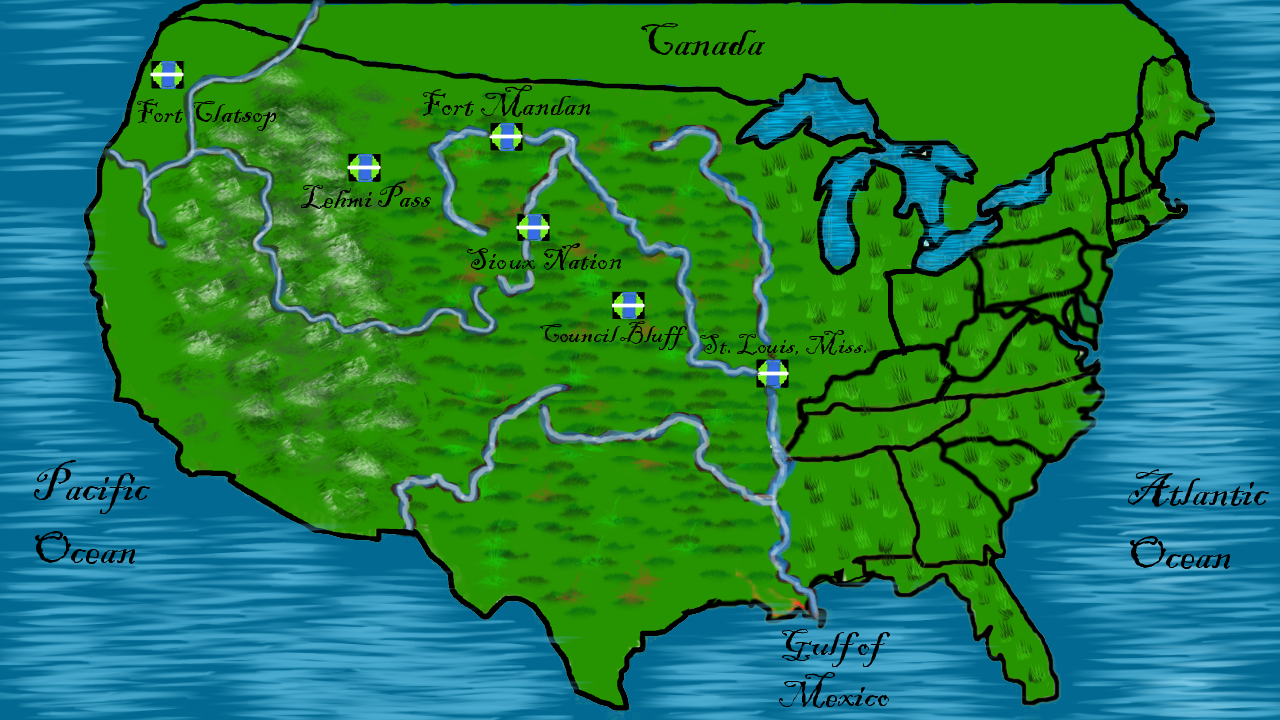 Canada
Fort Mandan
Fort Clatsop
Lehmi Pass
Sioux Nation
Council Bluff
St. Louis, Miss.
Pacific
Ocean
Atlantic
Ocean
Gulf of
Mexico